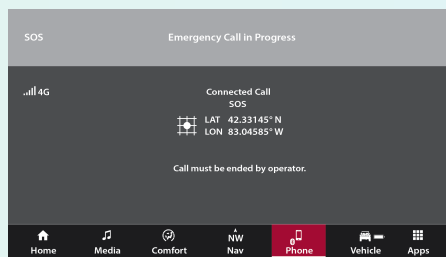 SOS
Emergency Call in Progress
4G
Connected Call
SOS
LAT 42.33145° N
LON 83.04585° W
Call must be ended by operator.
NW
Home
Media
Comfort
Nav
Phone
Vehicle
Apps